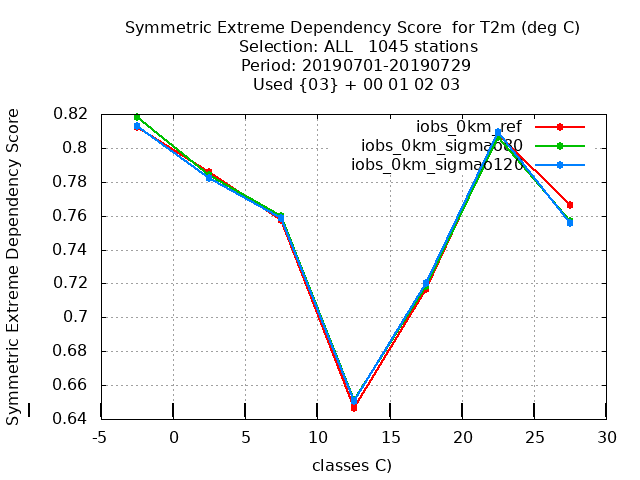 Symmetric Extreme Dependency Score  for T2m (deg C)
Selection: ALL   1045 stations
Period: 20190701-20190729
Used {03} + 00 01 02 03
Symmetric Extreme Dependency Score
0.82
0.8
0.78
0.76
0.74
0.72
0.7
0.68
0.66
0.64
iobs_0km_ref
iobs_0km_sigmao80
iobs_0km_sigmao120
-5
0
5
10
15
20
25
30
classes C)